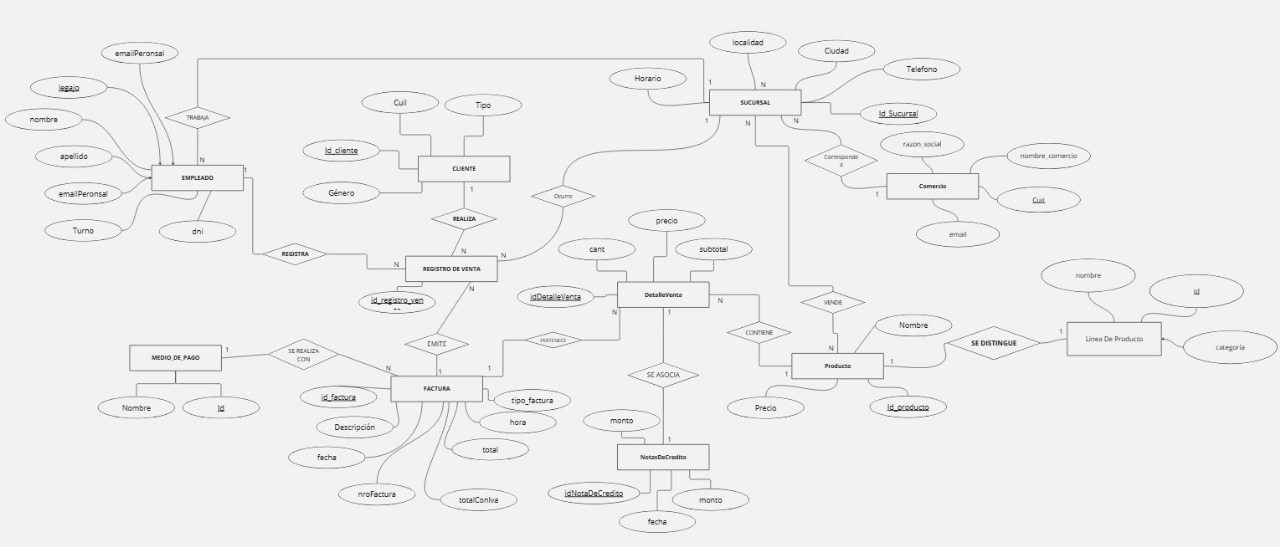 localidad
emailPeronsal
Ciudad
Telefono
Horario
legajo
1
N
SUCURSAL
Cuil
Tipo
Id_Sucursal
nombre
TRABAJA
1
N
N
razon_social
Id_cliente
apellido
N
1
CLIENTE
Corresponde
a
nombre_comercio
EMPLEADO
Comercio
emailPeronsal
Género
1
1
Ocurre
Cuit
REALIZA
precio
Turno
dni
email
cant
subtotal
REGISTRA
N
N
N
REGISTRO DE VENTA
nombre
id
idDetalleVenta
DetalleVenta
N
id_registro_ven
--
N
N
1
VENDE
Nombre
CONTIENE
EMITE
PERTENECE
1
SE DISTINGUE
Linea De Producto
categoría
MEDIO_DE_PAGO
1
SE REALIZA
CON
N
N
1
1
1
Producto
1
SE ASOCIA
FACTURA
id_factura
tipo_factura
Nombre
Id
Precio
Id_producto
Descripción
hora
monto
1
total
fecha
NotasDeCredito
nroFactura
totalConIva
idNotaDeCredito
monto
fecha